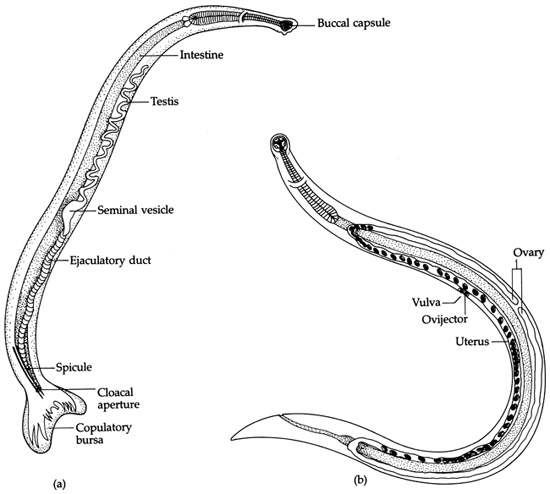 Buccal capsule
Intestine
Testis
Seminal vesicle
Ejaculatory duct
Spicule
Cloacal
aperture
Copulatory
bursa
(a)
Ovary
Vulva
Ovijector
Uterus
(b)